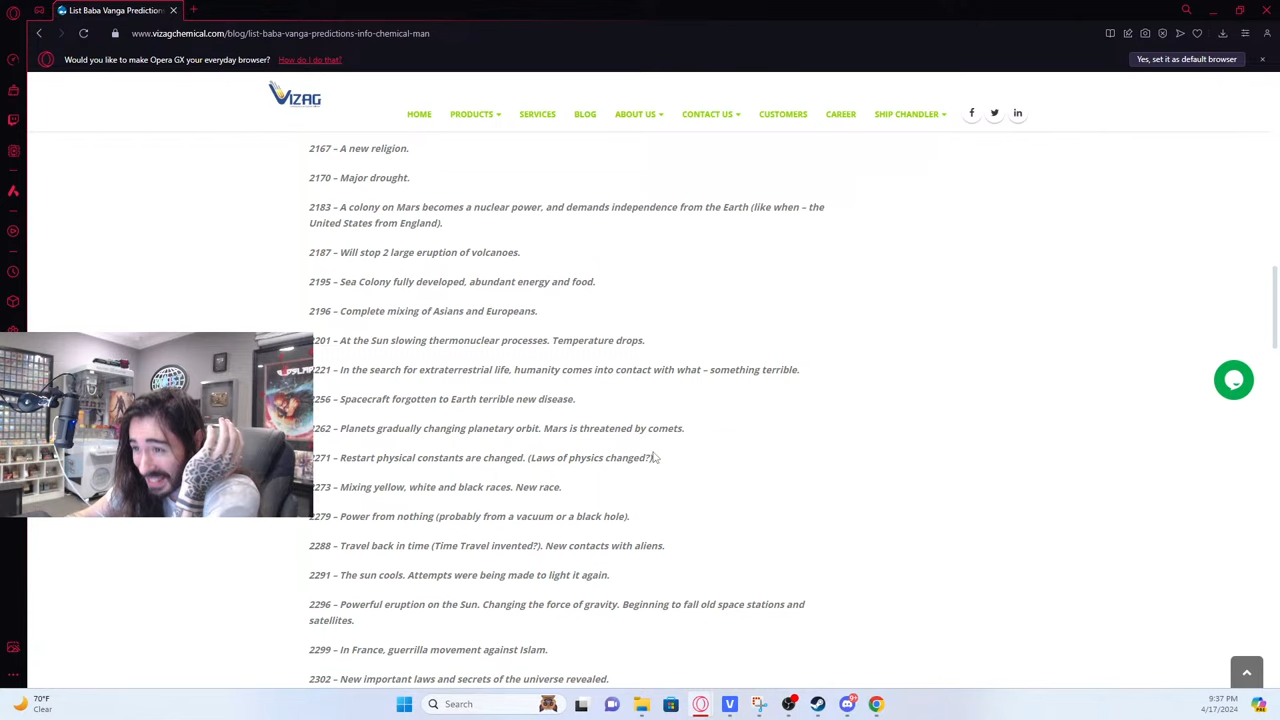 List Baba Vanga Prediction
www.vizagchemical.com/blog/list-baba-vanga-predictions-info-chemical-man
Would you like to make Opera GX your everyday browser? How do I do that?
Yes, set it as default browser
VIZAG
HOME PRODUCTS SERVICES BLOG ABOUT US CONTACT US CUSTOMERS CAREER SHIP CHANDLER
2167 – A new religion.
2170 – Major drought.
2183 – A colony on Mars becomes a nuclear power, and demands independence from the Earth (like when – the
United States from England).
2187 – Will stop 2 large eruption of volcanoes.
2195 – Sea Colony fully developed, abundant energy and food.
2196 – Complete mixing of Asians and Europeans.
2201 – At the Sun slowing thermonuclear processes. Temperature drops.
2221 – In the search for extraterrestrial life, humanity comes into contact with what – something terrible.
2256 – Spacecraft forgotten to Earth terrible new disease.
2262 – Planets gradually changing planetary orbit. Mars is threatened by comets.
2271 – Restart physical constants are changed. (Laws of physics changed?)
2273 – Mixing yellow, white and black races. New race.
2279 – Power from nothing (probably from a vacuum or a black hole).
2288 – Travel back in time (Time Travel invented?). New contacts with aliens.
2291 – The sun cools. Attempts were being made to light it again.
2296 – Powerful eruption on the Sun. Changing the force of gravity. Beginning to fall old space stations and
satellites.
2299 – In France, guerrilla movement against Islam.
2302 – New important laws and secrets of the universe revealed.
70°F
Clear
Search
9:37 PM
4/17/2024